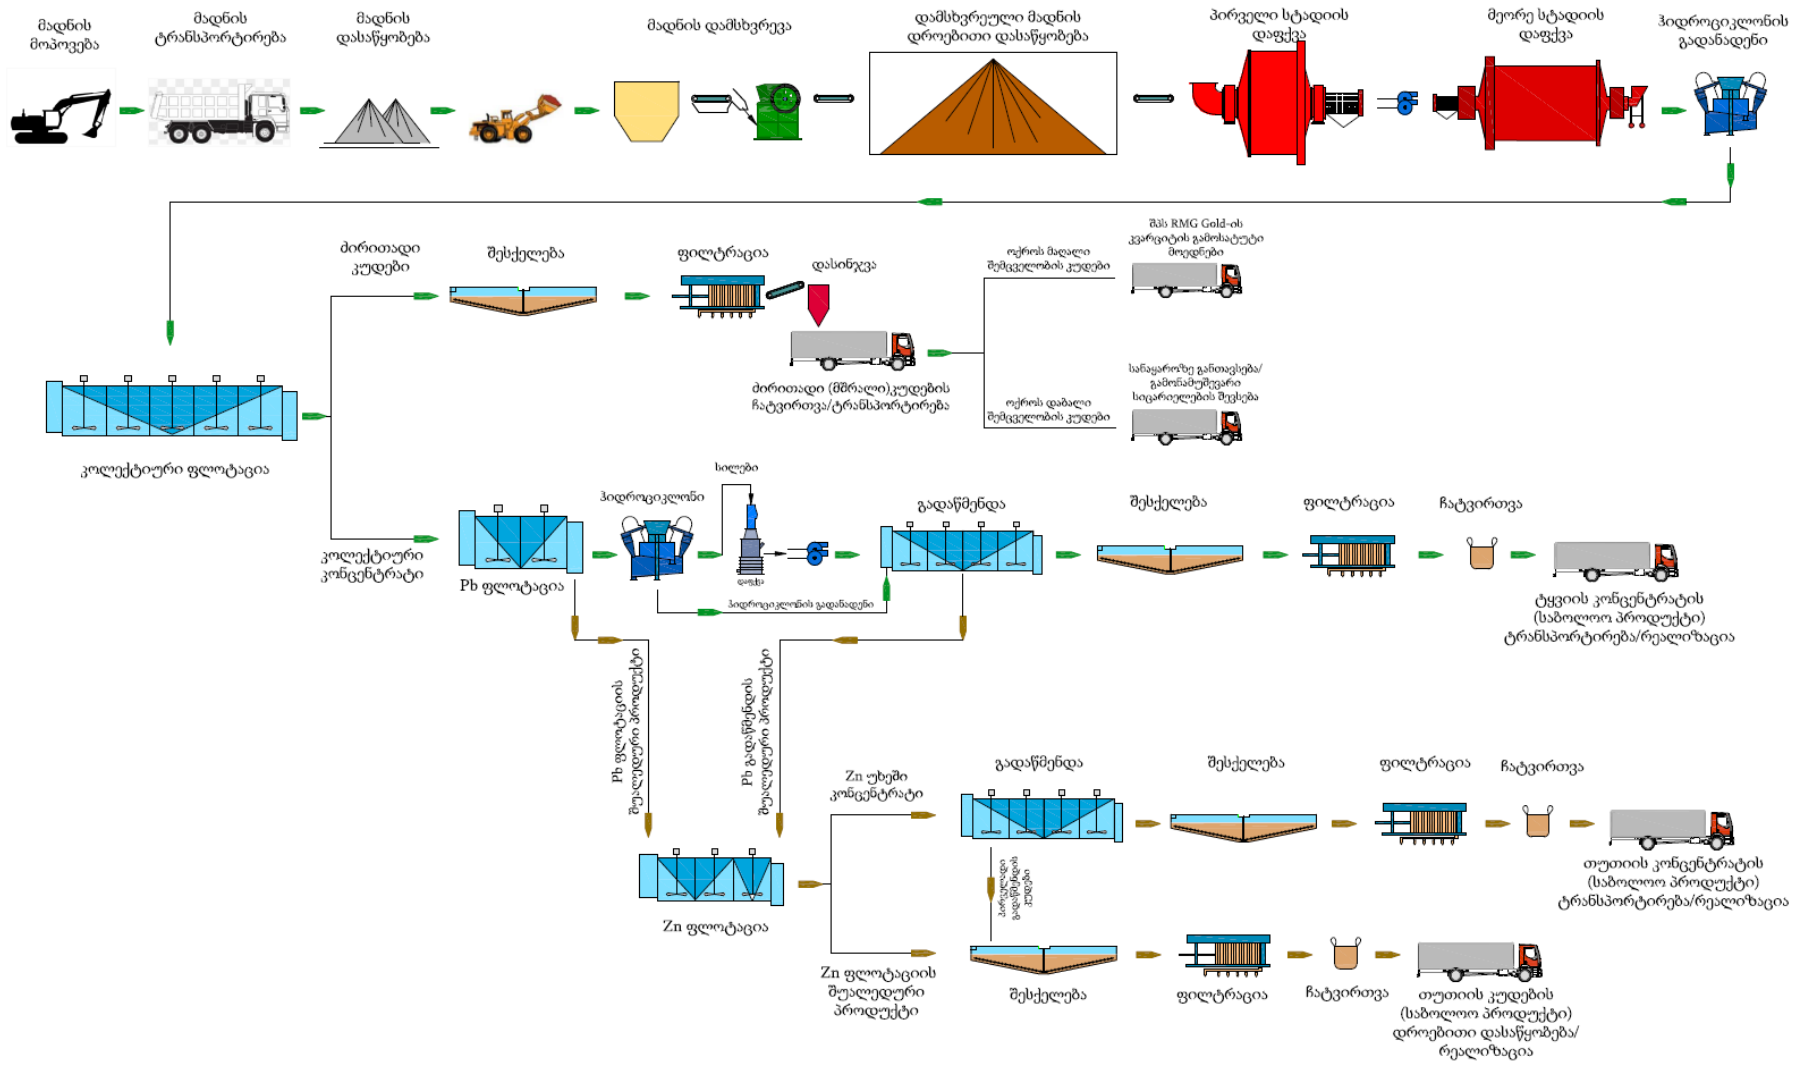 მადნის
მოპოვება
მადნის
ტრანსპორტირება
მადნის
დასაწყობება
მადნის დამსხვრევა
დამსხვრეული მადნის
დროებითი დასაწყობება
პირველი სტადიის
დაფქვა
მეორე სტადიის
დაფქვა
ჰიდროციკლონის
გადანადენი
ძირითადი
კუდები
შესქელება
ფილტრაცია
დასინჯვა
ძირითადი (მშრალი)კუდების
ჩატვირთვა/ტრანსპორტირება
ოქროს მაღალი
შემცველობის კუდები
შპს RMG Gold-ის
კვარციტის გამოსატუტი
მოედნები
ოქროს დაბალი
შემცველობის კუდები
სანაყაროზე განთავსება/
გამონამუშევარი
სიცარიელების შევსება
კოლექტიური ფლოტაცია
კოლექტიური
კონცენტრატი
Pb ფლოტაცია
ჰიდროციკლონი
სილები
დაფქვა
ჰიდროციკლონის გადანადენი
გადაწმენდა
შესქელება
ფილტრაცია
ჩატვირთვა
ტყვიის კონცენტრატის
(საბოლოო პროდუქტი)
ტრანსპორტირება/რეალიზაცია
Pb ფლოტაციის
შუალედური პროდუქტი
Pb გადაწმენდის
შუალედური პროდუქტი
Zn ფლოტაცია
Zn უხეში
კონცენტრატი
გადაწმენდა
შესქელება
ფილტრაცია
ჩატვირთვა
თუთიის კონცენტრატის
(საბოლოო პროდუქტი)
ტრანსპორტირება/რეალიზაცია
პირველადი
გადაწმენდის
კუდები
Zn ფლოტაციის
შუალედური
პროდუქტი
შესქელება
ფილტრაცია
ჩატვირთვა
თუთიის კუდების
(საბოლოო პროდუქტი)
დროებითი დასაწყობება/
რეალიზაცია